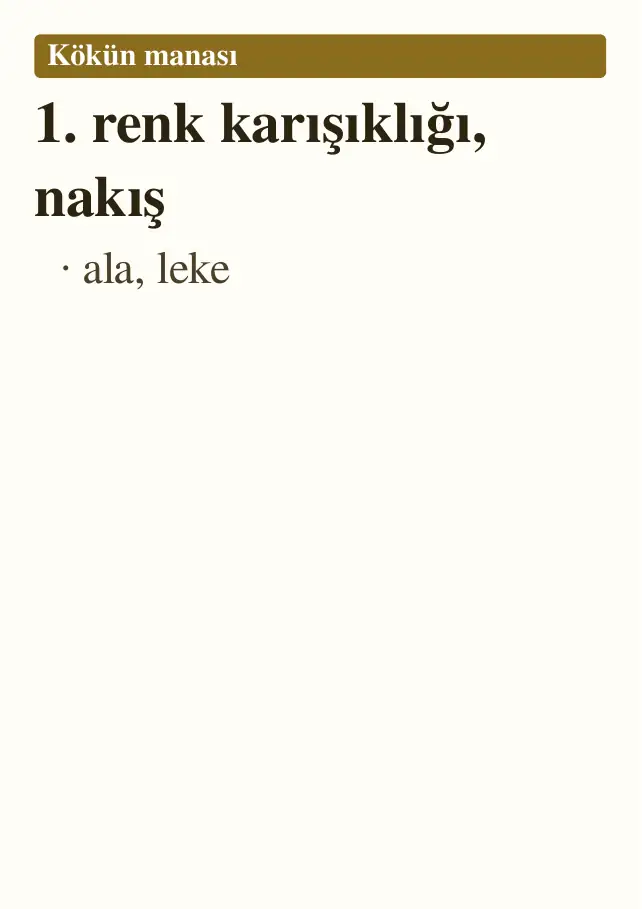 Kökün manası
1. renk karışıklığı,
nakış
· ala, leke